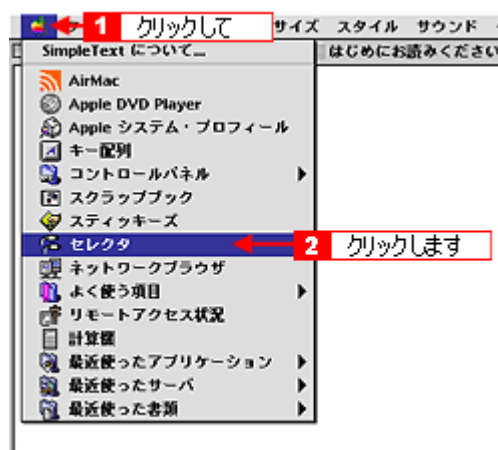 1 クリックして サイズ スタイル サウンド
SimpleText について... はじめにお読みください
AirMac
Apple DVD Player
Apple システム・プロフィール
キー配列
コントロールパネル
スクラップブック
スティッキーズ
セレクタ 2 クリックします
ネットワークブラウザ
よく使う項目
リモートアクセス状況
計算機
最近使ったアプリケーション
最近使ったサーバ
最近使った書類